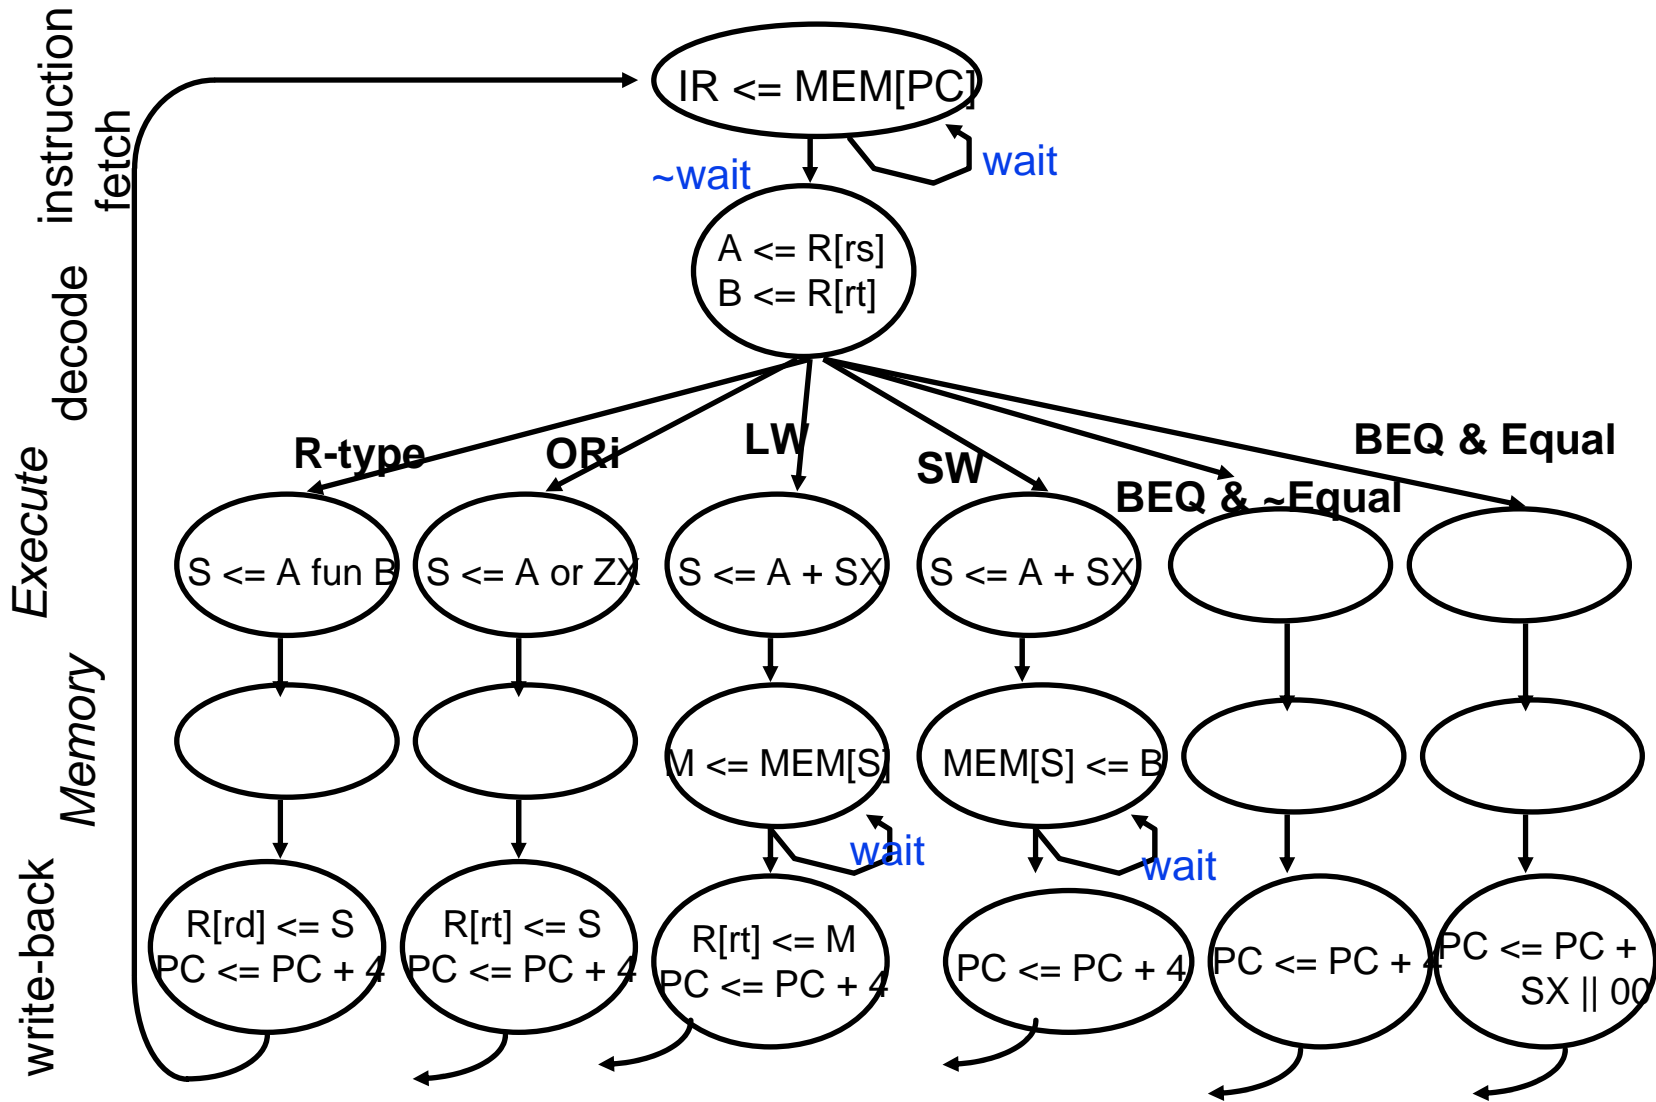 instruction
fetch
IR <= MEM[PC]
~wait
wait
decode
A <= R[rs]
B <= R[rt]
R-type
ORi
LW
SW
BEQ & ~Equal
BEQ & Equal
Execute
S <= A fun B
S <= A or ZX
S <= A + SX
S <= A + SX
Memory
M <= MEM[S]
MEM[S] <= B
wait
wait
write-back
R[rd] <= S
PC <= PC + 4
R[rt] <= S
PC <= PC + 4
R[rt] <= M
PC <= PC + 4
PC <= PC + 4
PC <= PC + 4
PC <= PC +
SX || 00